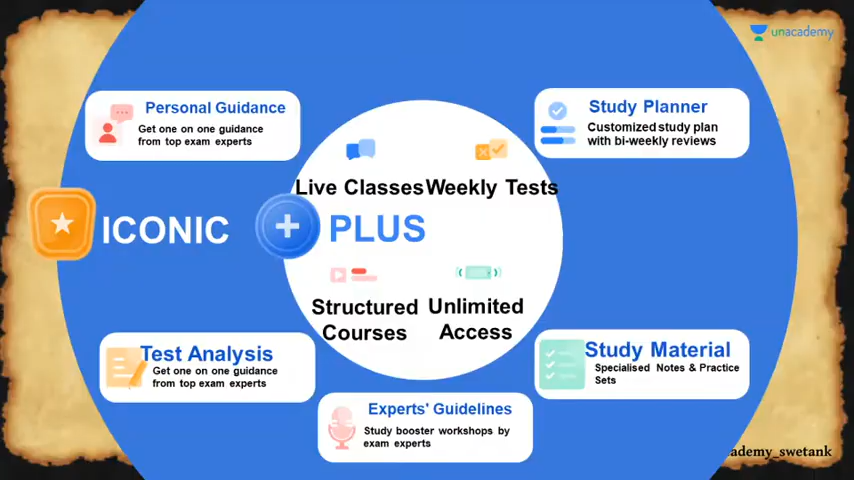 unacademy
Personal Guidance
Get one on one guidance
from top exam experts
Study Planner
Customized study plan
with bi-weekly reviews
Live Classes
Weekly Tests
ICONIC
PLUS
Structured
Courses
Unlimited
Access
Test Analysis
Get one on one guidance
from top exam experts
Study Material
Specialised Notes & Practice
Sets
Experts' Guidelines
Study booster workshops by
exam experts
ademy_swetank